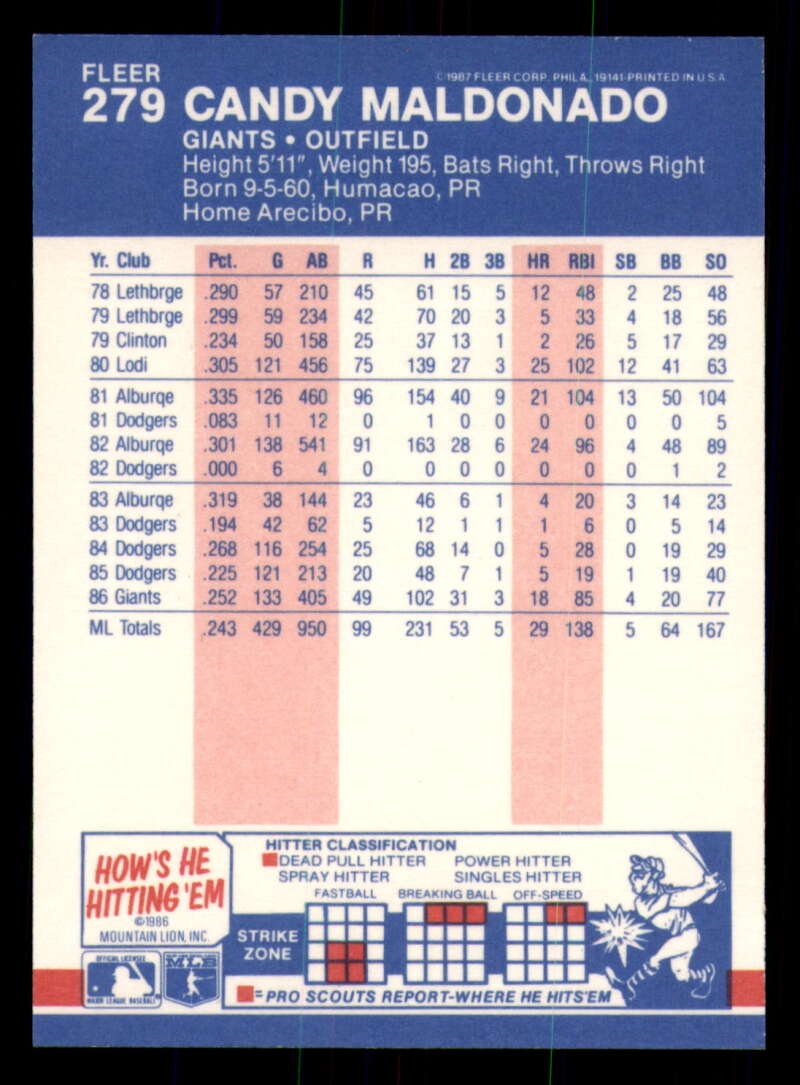 FLEER
©1987 FLEER CORP. PHILA., 19141-PRINTED IN U.S.A
279 CANDY MALDONADO
GIANTS • OUTFIELD
Height 5'11", Weight 195, Bats Right, Throws Right
Born 9-5-60, Humacao, PR
Home Arecibo, PR
Yr. Club Pct. G AB R H 2B 3B HR RBI SB BB SO
78 Lethbrge .290 57 210 45 61 15 5 12 48 2 25 48
79 Lethbrge .299 59 234 42 70 20 3 5 33 4 18 56
79 Clinton .234 50 158 25 37 13 1 2 26 5 17 29
80 Lodi .305 121 456 75 139 27 3 25 102 12 41 63
81 Alburqe .335 126 460 96 154 40 9 21 104 13 50 104
81 Dodgers .083 11 12 0 1 0 0 0 0 0 0 5
82 Alburqe .301 138 541 91 163 28 6 24 96 4 48 89
82 Dodgers .000 6 4 0 0 0 0 0 0 0 1 2
83 Alburqe .319 38 144 23 46 6 1 4 20 3 14 23
83 Dodgers .194 42 62 5 12 1 1 1 6 0 5 14
84 Dodgers .268 116 254 25 68 14 0 5 28 0 19 29
85 Dodgers .225 121 213 20 48 7 1 5 19 1 19 40
86 Giants .252 133 405 49 102 31 3 18 85 4 20 77
ML Totals .243 429 950 99 231 53 5 29 138 5 64 167
HOW'S HE
HITTING 'EM
©1986
MOUNTAIN LION, INC.
HITTER CLASSIFICATION
DEAD PULL HITTER POWER HITTER
SPRAY HITTER SINGLES HITTER
FASTBALL BREAKING BALL OFF-SPEED
STRIKE
ZONE
=PRO SCOUTS REPORT-WHERE HE HITS'EM
OFFICIAL LICENSEE
MAJOR LEAGUE BASEBALL
MLB